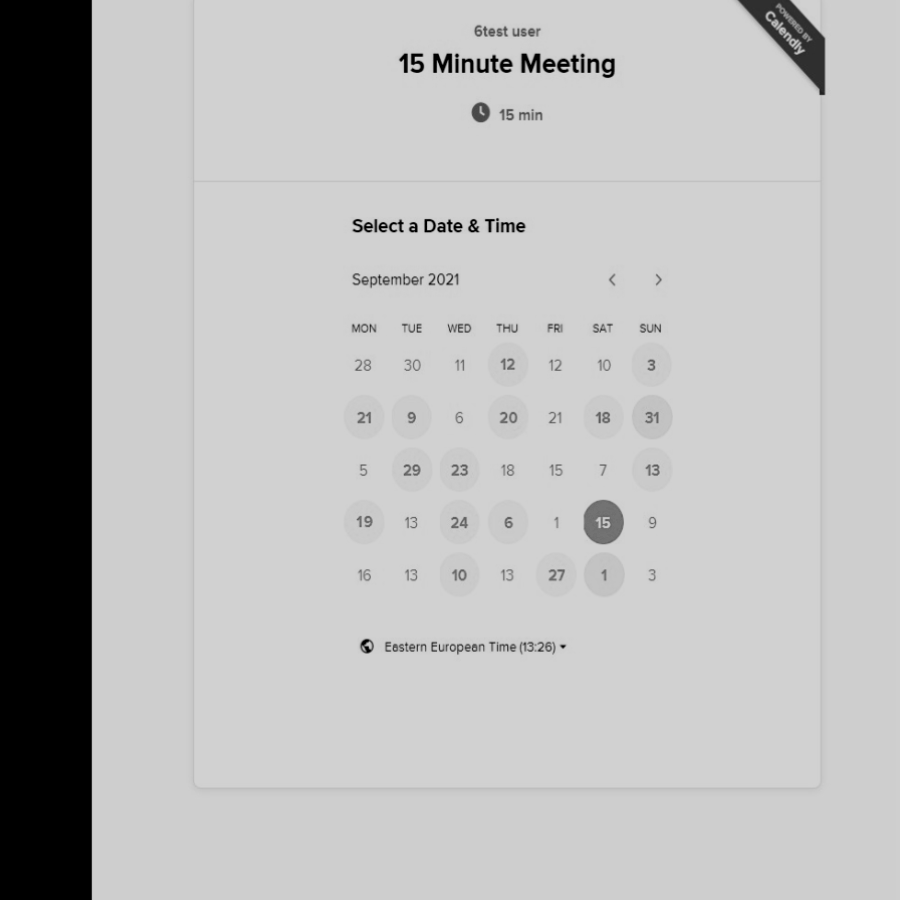 POWERED BY
Calendly
6test user
15 Minute Meeting
15 min
Select a Date & Time
September 2021
MON TUE WED THU FRI SAT SUN
28 30 11 12 12 10 3
21 9 6 20 21 18 31
5 29 23 18 15 7 13
19 13 24 6 1 15 9
16 13 10 13 27 1 3
Eastern European Time (13:26)